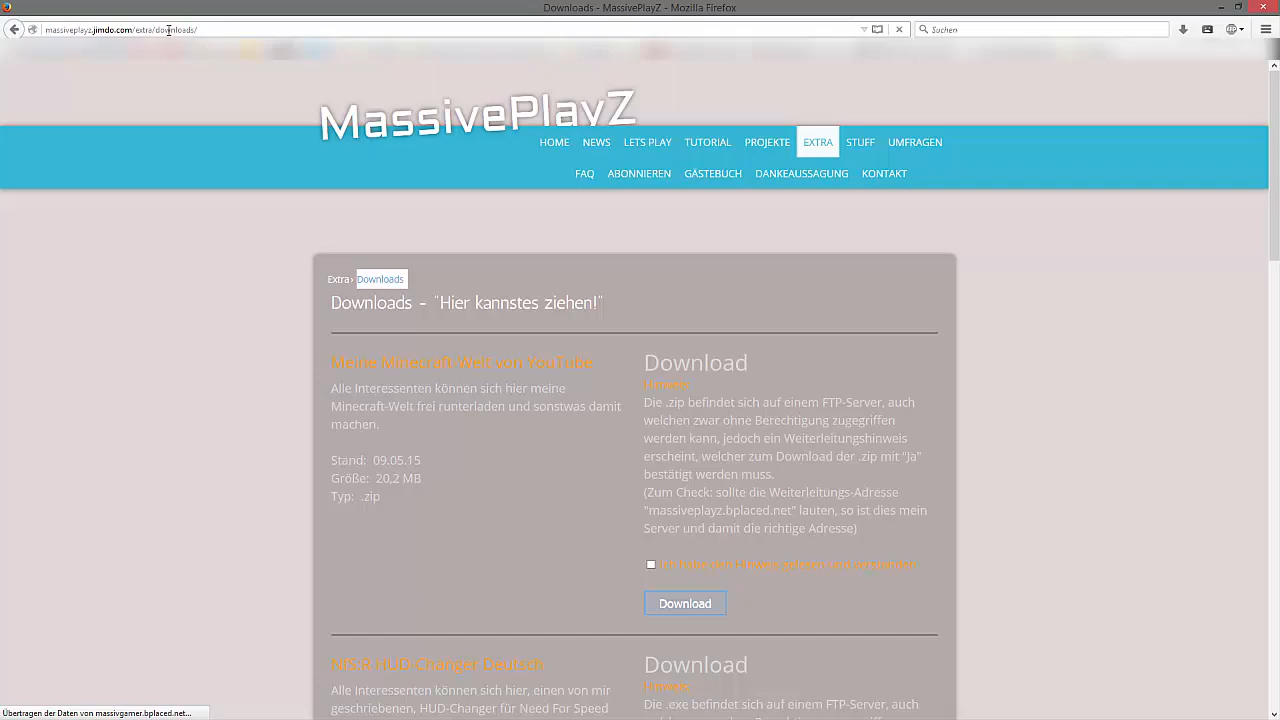 Downloads - MassivePlayZ - Mozilla Firefox
massiveplayz.jimdo.com/extra/downloads/
Suchen
MassivePlayZ
HOME NEWS LETS PLAY TUTORIAL PROJEKTE EXTRA STUFF UMFRAGEN
FAQ ABONNIEREN GÄSTEBUCH DANKEAUSSAGUNG KONTAKT
Extra › Downloads
Downloads - "Hier kannstes ziehen!"
Meine Minecraft-Welt von YouTube
Alle Interessenten können sich hier meine
Minecraft-Welt frei runterladen und sonstwas damit
machen.
Stand: 09.05.15
Größe: 20,2 MB
Typ: .zip
Download
Hinweis:
Die .zip befindet sich auf einem FTP-Server, auch
welchen zwar ohne Berechtigung zugegriffen
werden kann, jedoch ein Weiterleitungshinweis
erscheint, welcher zum Download der .zip mit "Ja"
bestätigt werden muss.
(Zum Check: sollte die Weiterleitungs-Adresse
"massiveplayz.bplaced.net" lauten, so ist dies mein
Server und damit die richtige Adresse)
Ich habe den Hinweis gelesen und verstanden.
Download
NfS:R HUD-Changer Deutsch
Alle Interessenten können sich hier, einen von mir
geschriebenen, HUD-Changer für Need For Speed
Download
Hinweis:
Die .exe befindet sich auf einem FTP-Server, auch
Übertragen der Daten von massivgamer.bplaced.net...